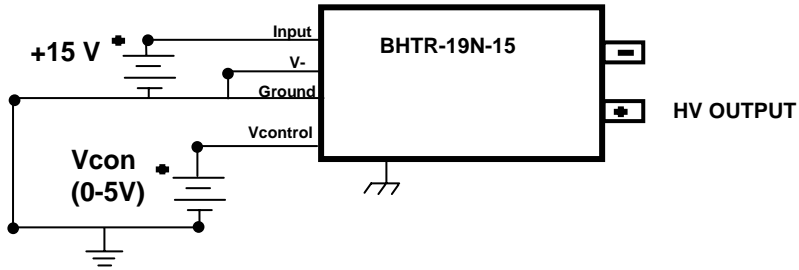 Input
BHTR-19N-15
+15 V
V-
Ground
HV OUTPUT
Vcontrol
Vcon
(0-5V)